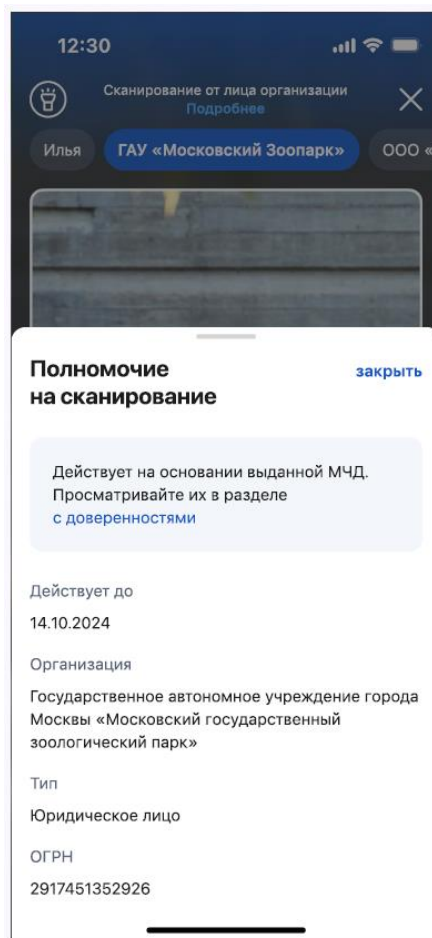 12:30
Сканирование от лица организации
Подробнее
Илья
ГАУ «Московский Зоопарк»
ООО «
Полномочие
закрыть
на сканирование
Действует на основании выданной МЧД.
Просматривайте их в разделе
с доверенностями
Действует до
14.10.2024
Организация
Государственное автономное учреждение города
Москвы «Московский государственный
зоологический парк»
Тип
Юридическое лицо
ОГРН
2917451352926